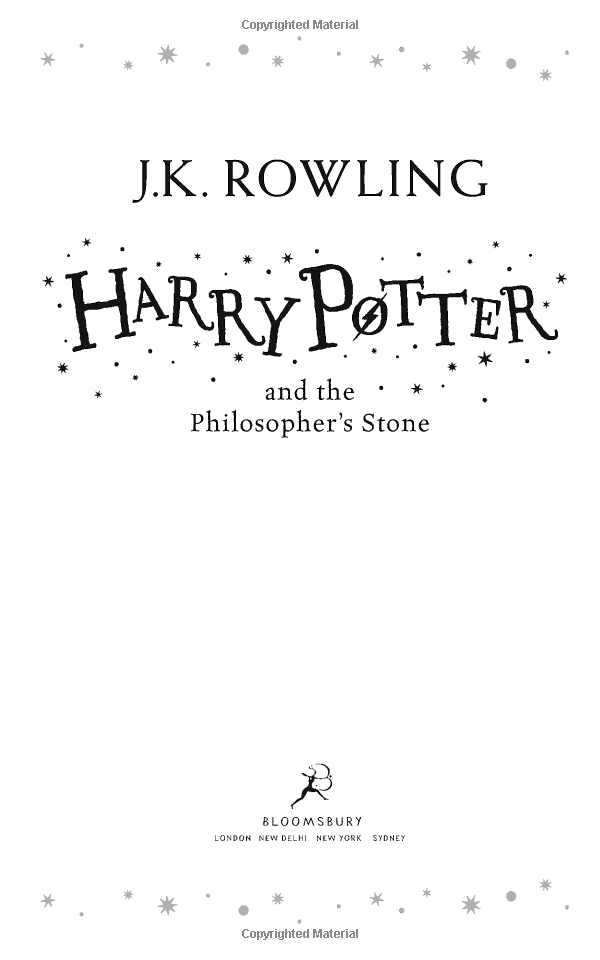 Copyrighted Material
J.K. ROWLING
HARRY POTTER
and the
Philosopher’s Stone
B
BLOOMSBURY
LONDON NEW DELHI NEW YORK SYDNEY
Copyrighted Material